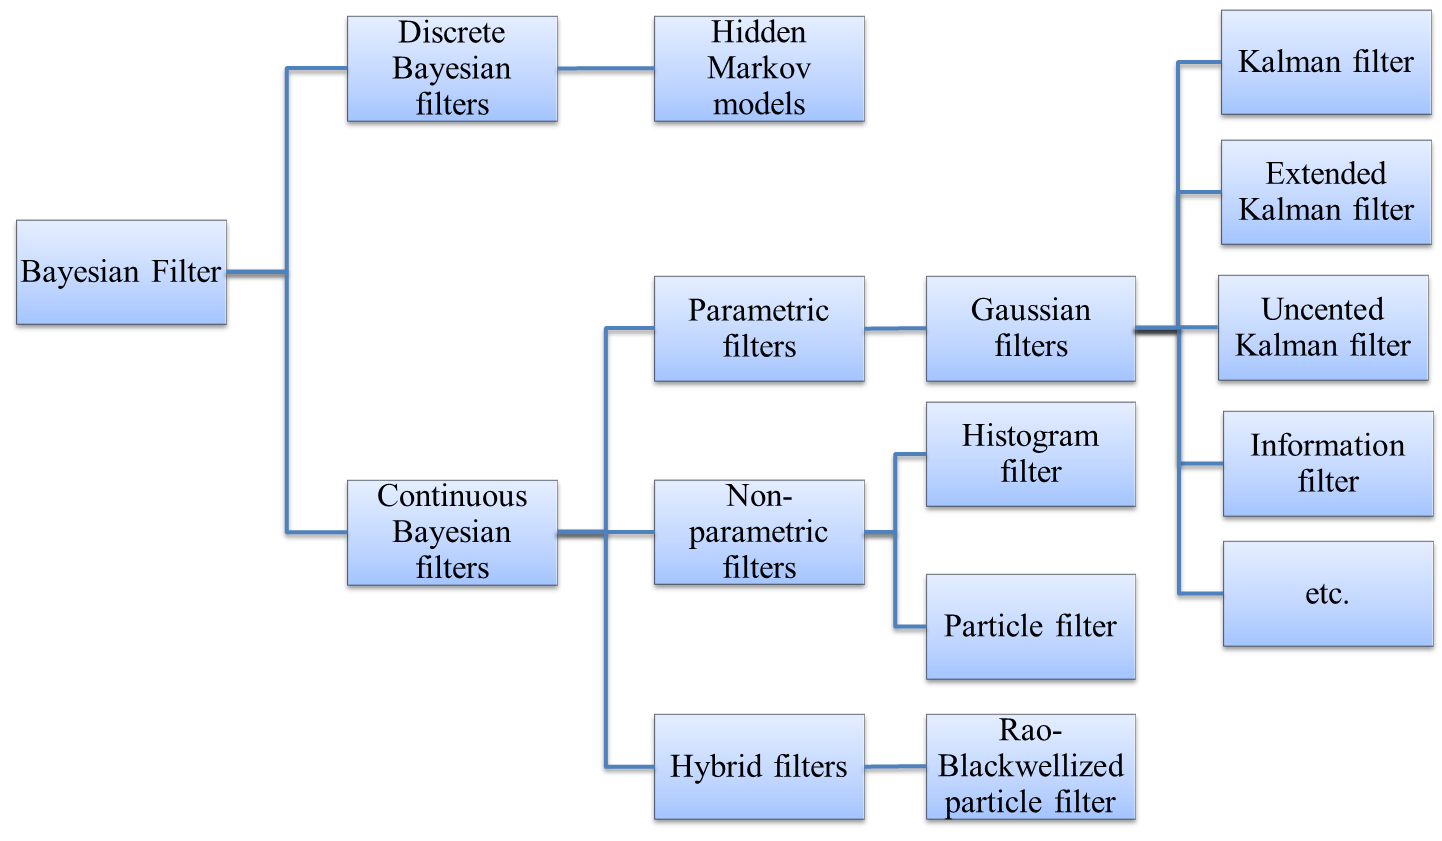 Discrete
Bayesian
filters
Hidden
Markov
models
Kalman filter
Extended
Kalman filter
Bayesian Filter
Parametric
filters
Gaussian
filters
Uncented
Kalman filter
Histogram
filter
Information
filter
Continuous
Bayesian
filters
Non-
parametric
filters
Particle filter
etc.
Hybrid filters
Rao-
Blackwellized
particle filter